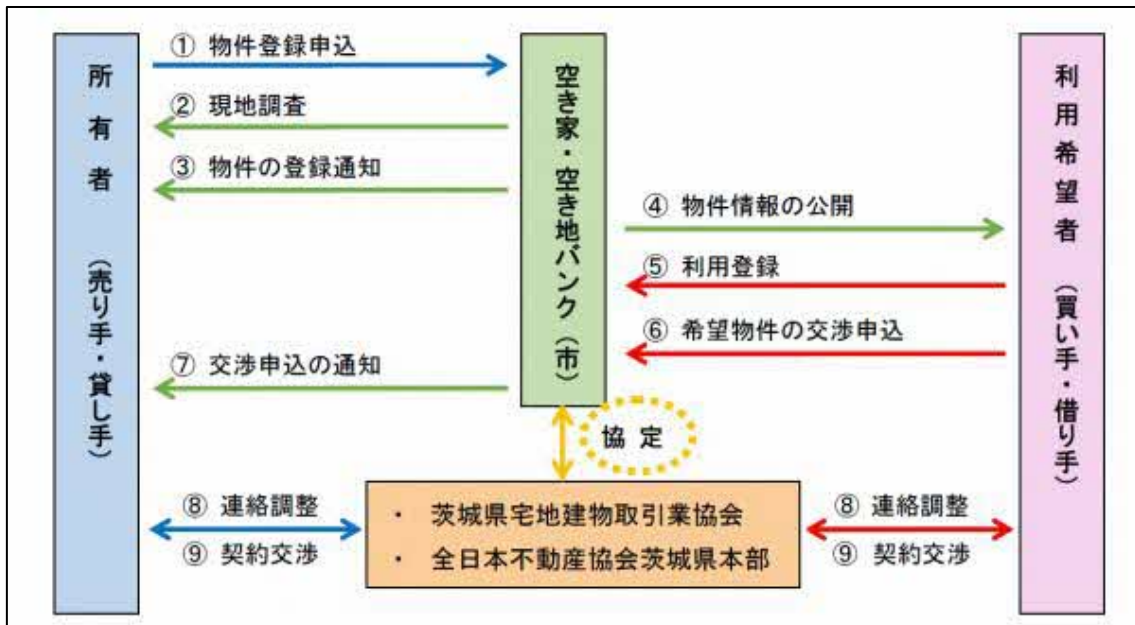 所有者（売り手・貸し手）
① 物件登録申込
② 現地調査
③ 物件の登録通知
⑦ 交渉申込の通知
空き家・空き地バンク（市）
④ 物件情報の公開
⑤ 利用登録
⑥ 希望物件の交渉申込
利用希望者（買い手・借り手）
協定
⑧ 連絡調整
⑨ 契約交渉
・ 茨城県宅地建物取引業協会
・ 全日本不動産協会茨城県本部
⑧ 連絡調整
⑨ 契約交渉